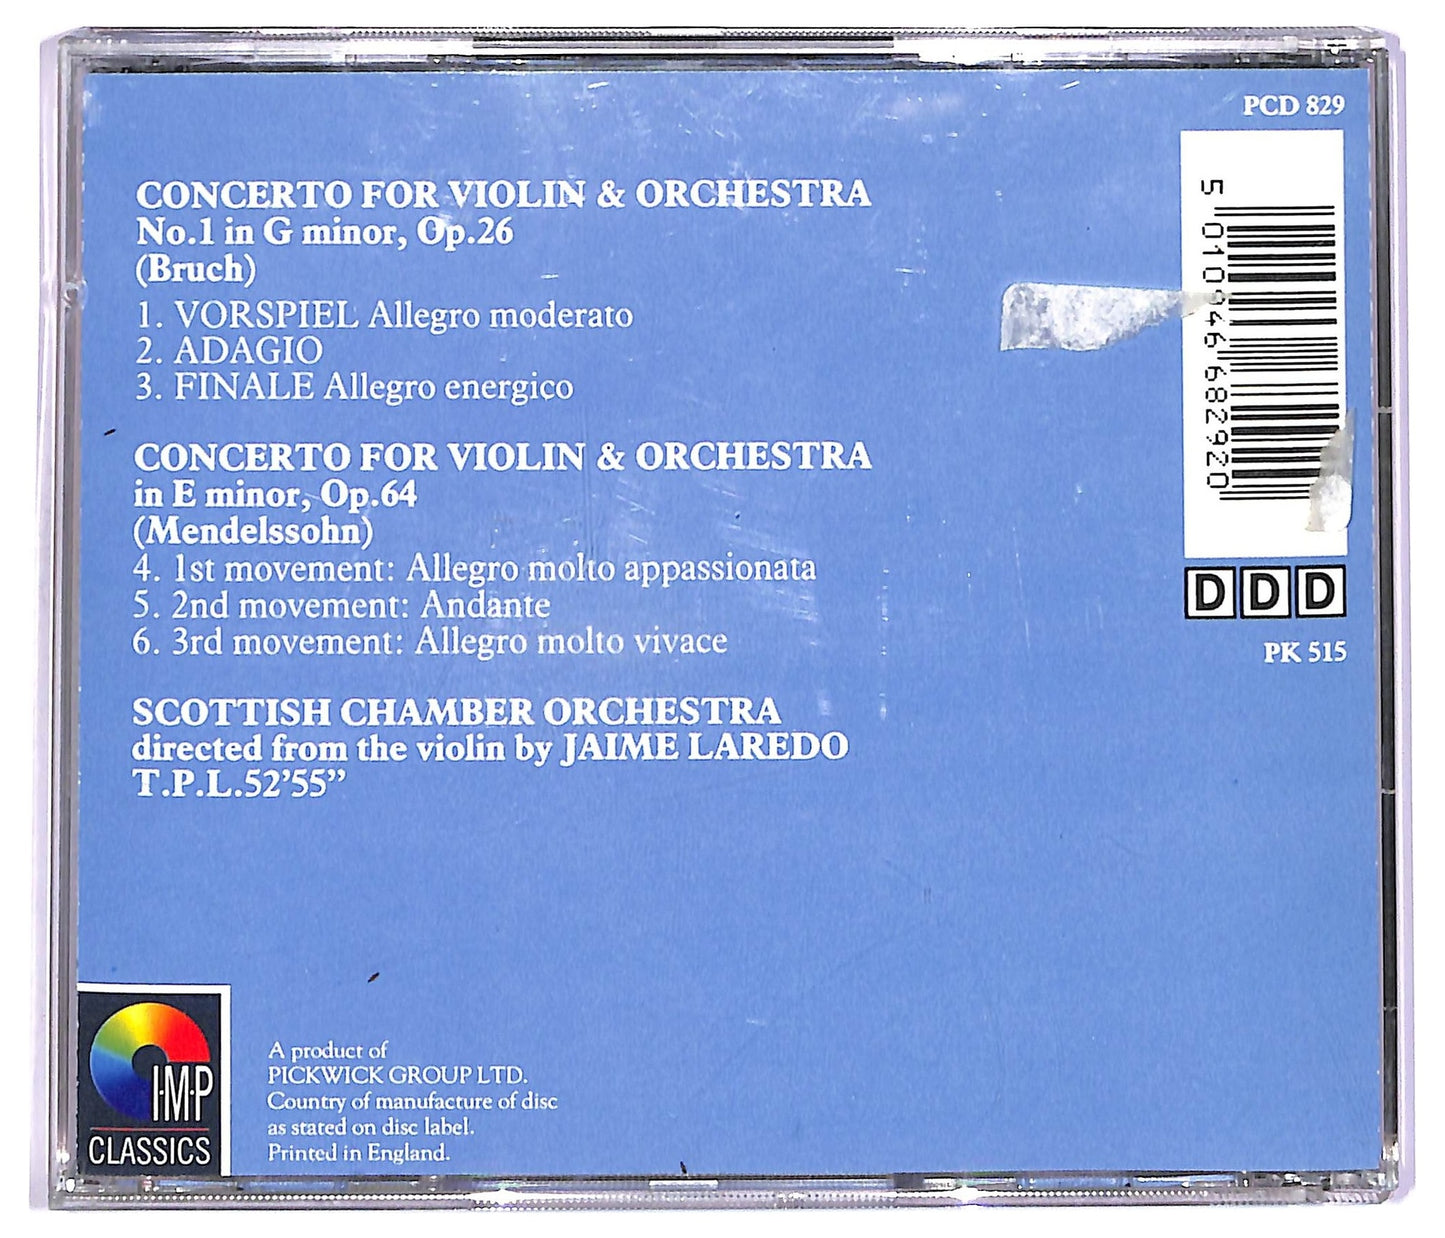 PCD 829
CONCERTO FOR VIOLIN & ORCHESTRA
No.1 in G minor, Op.26
(Bruch)
1. VORSPIEL Allegro moderato
2. ADAGIO
3. FINALE Allegro energico
CONCERTO FOR VIOLIN & ORCHESTRA
in E minor, Op.64
(Mendelssohn)
4. 1st movement: Allegro molto appassionata
5. 2nd movement: Andante
6. 3rd movement: Allegro molto vivace
SCOTTISH CHAMBER ORCHESTRA
directed from the violin by JAIME LAREDO
T.P.L.52’55”
5 010946 682920
D D D
PK 515
I·M·P
CLASSICS
A product of
PICKWICK GROUP LTD.
Country of manufacture of disc
as stated on disc label.
Printed in England.